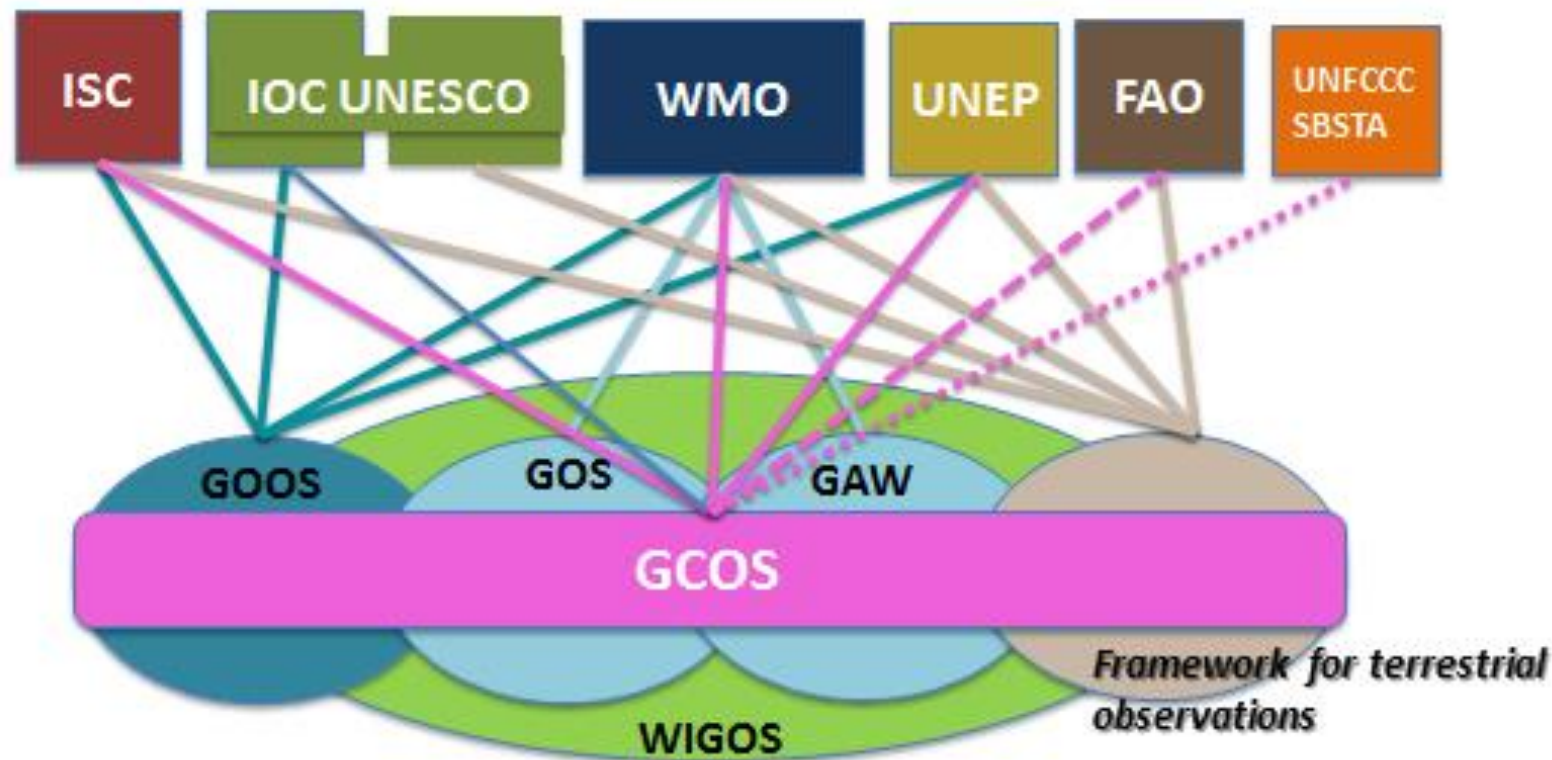 ISC
IOC UNESCO
WMO
UNEP
FAO
UNFCCC
SBSTA
GOOS
GOS
GAW
GCOS
Framework for terrestrial
observations
WIGOS